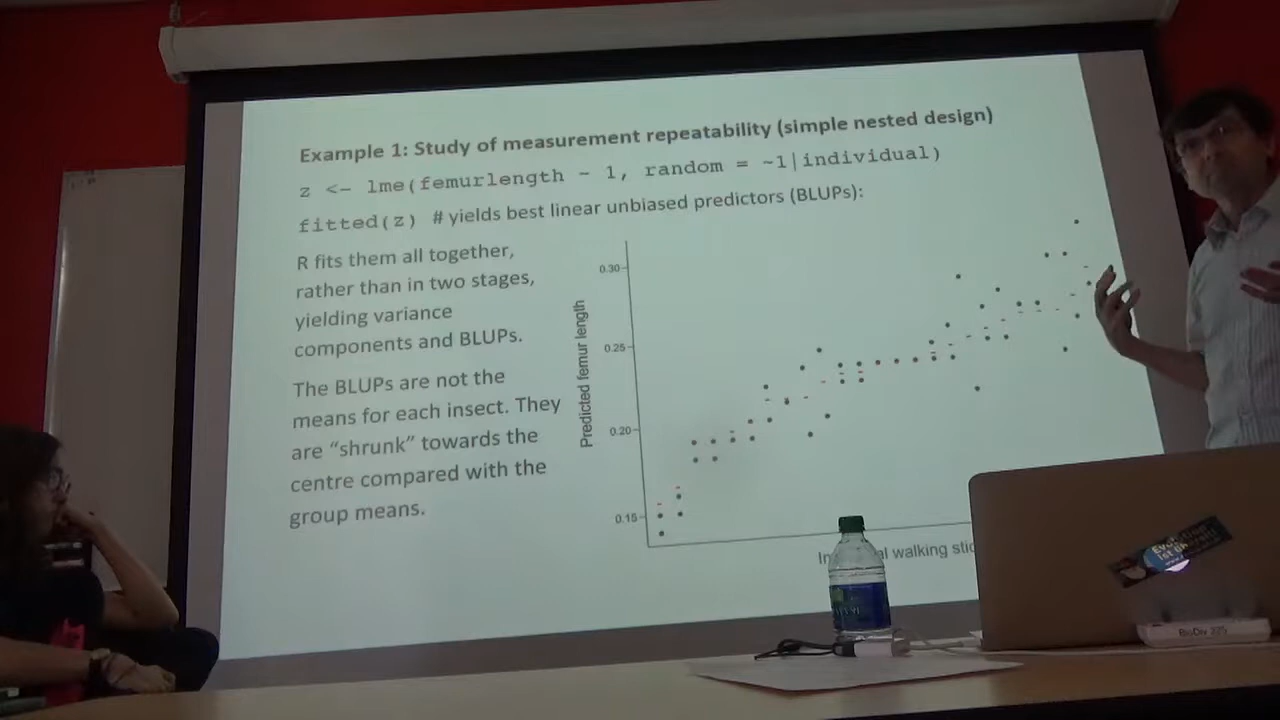 Example 1: Study of measurement repeatability (simple nested design)
z <- lme(femurlength ~ 1, random = ~1|individual)
fitted(z) # yields best linear unbiased predictors (BLUPs):
R fits them all together,
rather than in two stages,
yielding variance
components and BLUPs.
The BLUPs are not the
means for each insect. They
are “shrunk” towards the
centre compared with the
group means.
Predicted femur length
0.30
0.25
0.20
0.15
walking
BioDiv 225